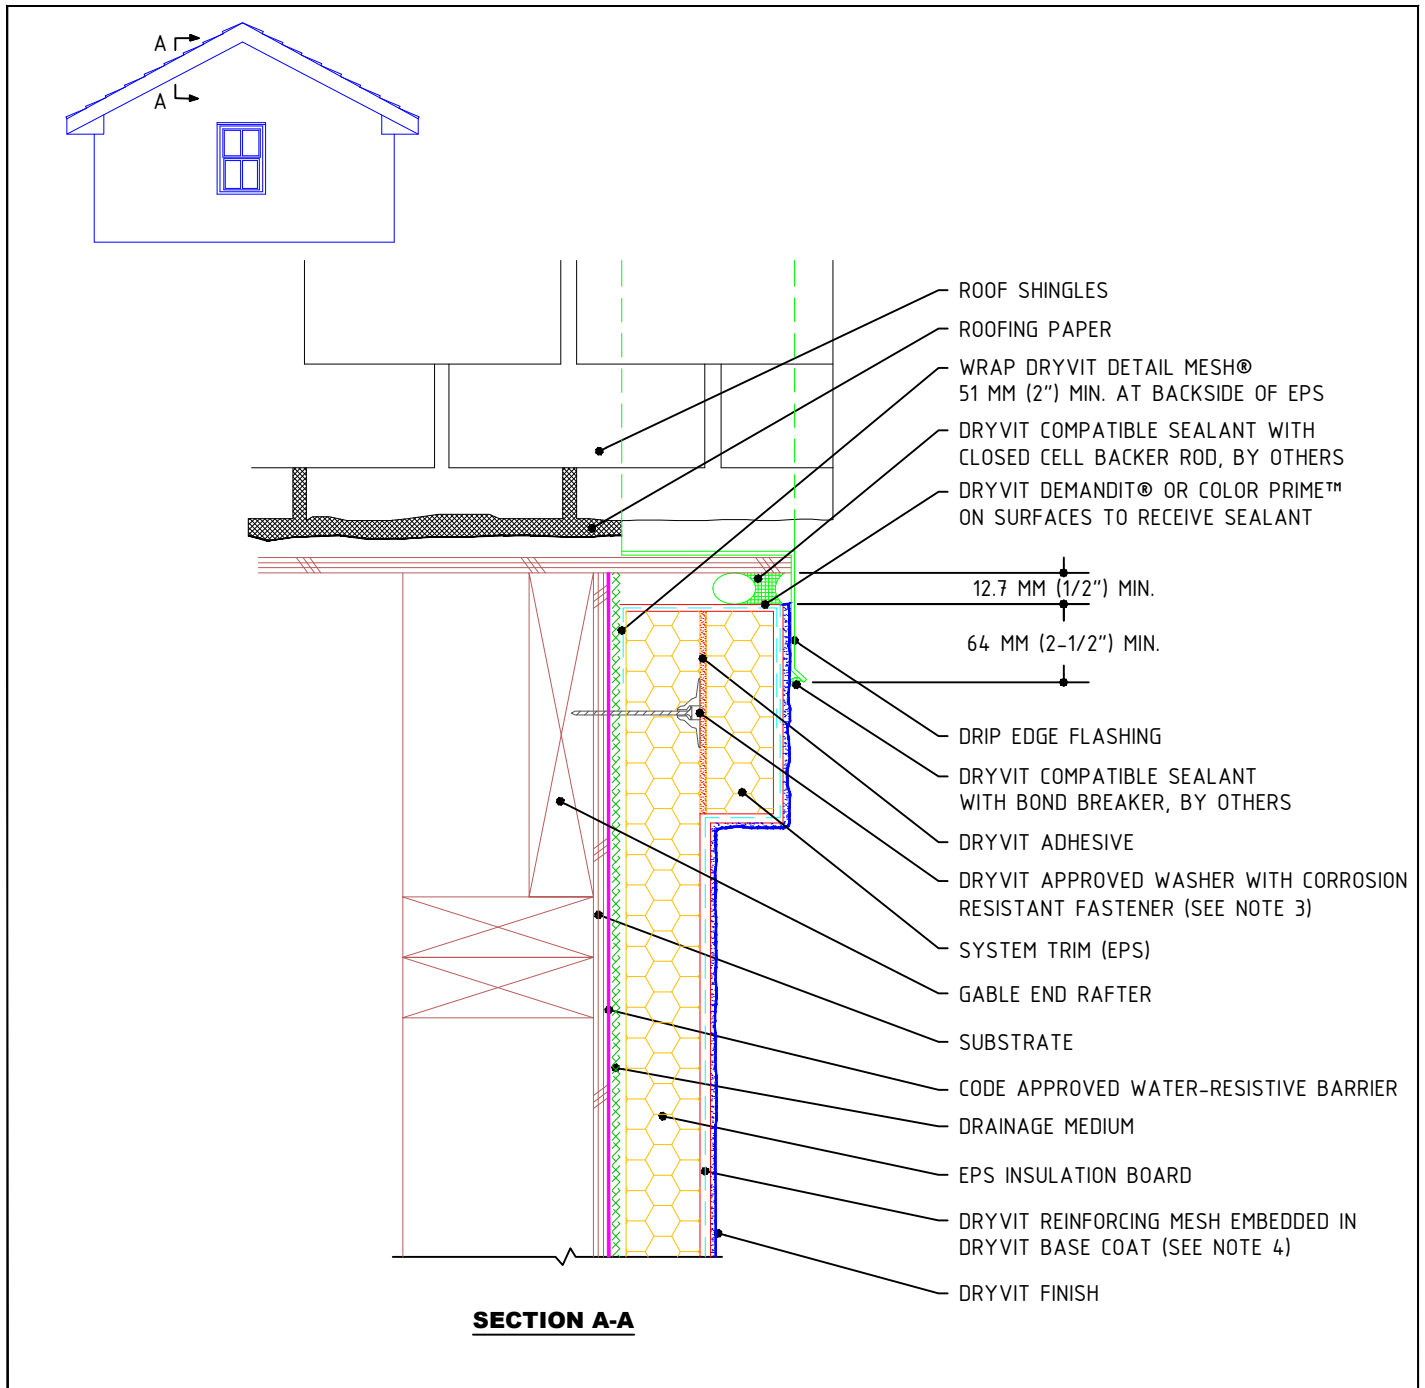 A
A
ROOF SHINGLES
ROOFING PAPER
WRAP DRYVIT DETAIL MESH®
51 MM (2") MIN. AT BACKSIDE OF EPS
DRYVIT COMPATIBLE SEALANT WITH
CLOSED CELL BACKER ROD, BY OTHERS
DRYVIT DEMANDIT® OR COLOR PRIME™
ON SURFACES TO RECEIVE SEALANT
12.7 MM (1/2") MIN.
64 MM (2-1/2") MIN.
DRIP EDGE FLASHING
DRYVIT COMPATIBLE SEALANT
WITH BOND BREAKER, BY OTHERS
DRYVIT ADHESIVE
DRYVIT APPROVED WASHER WITH CORROSION
RESISTANT FASTENER (SEE NOTE 3)
SYSTEM TRIM (EPS)
GABLE END RAFTER
SUBSTRATE
CODE APPROVED WATER-RESISTIVE BARRIER
DRAINAGE MEDIUM
EPS INSULATION BOARD
DRYVIT REINFORCING MESH EMBEDDED IN
DRYVIT BASE COAT (SEE NOTE 4)
DRYVIT FINISH
SECTION A-A